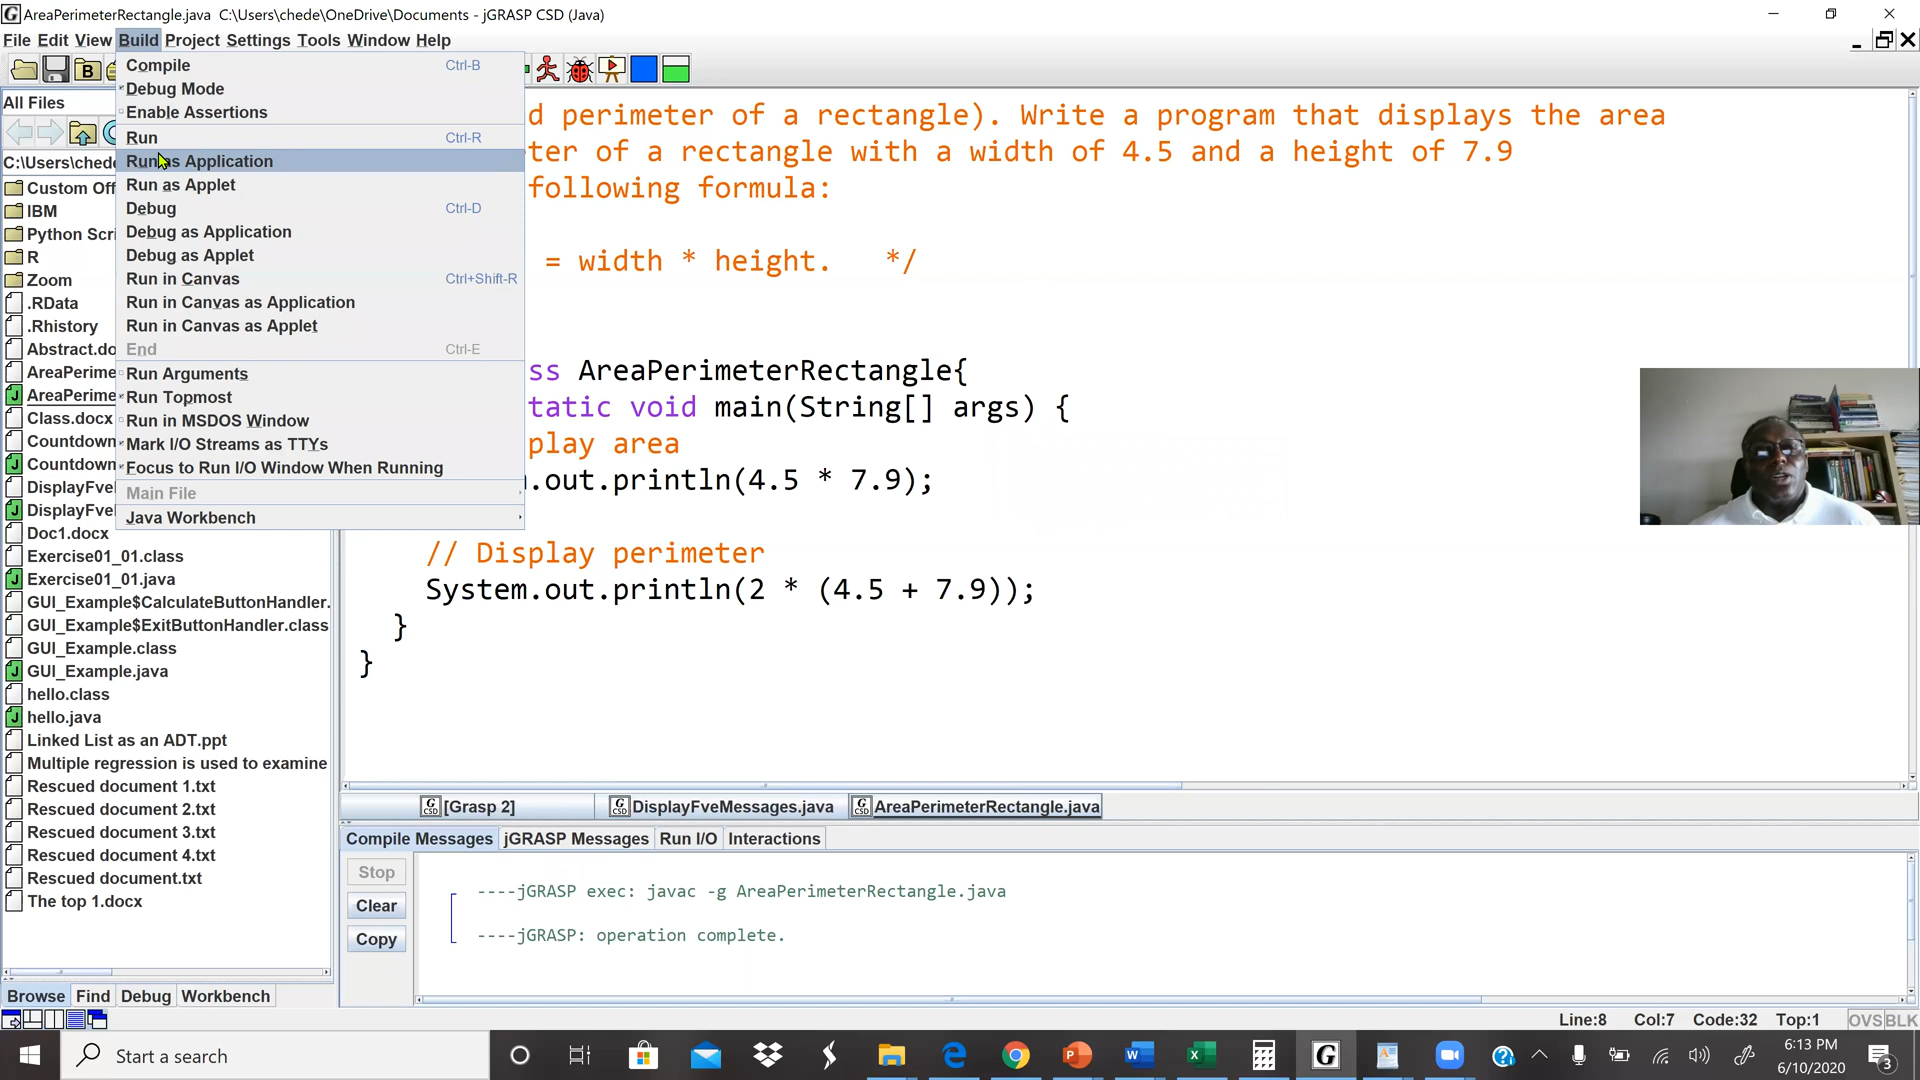 AreaPerimeterRectangle.java C:\Users\chede\OneDrive\Documents - jGRASP CSD (Java)
File Edit View Build Project Settings Tools Window Help
Compile Ctrl-B
Debug Mode
Enable Assertions
Run Ctrl-R
Run as Application
Run as Applet
Debug Ctrl-D
Debug as Application
Debug as Applet
Run in Canvas Ctrl+Shift-R
Run in Canvas as Application
Run in Canvas as Applet
End Ctrl-E
Run Arguments
Run Topmost
Run in MSDOS Window
Mark I/O Streams as TTYs
Focus to Run I/O Window When Running
Main File
Java Workbench
All Files
C:\Users\chede
Custom Off
IBM
Python Scri
R
Zoom
.RData
.Rhistory
Abstract.do
AreaPerime
AreaPerime
Class.docx
Countdown
Countdown
DisplayFve
DisplayFve
Doc1.docx
Exercise01_01.class
Exercise01_01.java
GUI_Example$CalculateButtonHandler.
GUI_Example$ExitButtonHandler.class
GUI_Example.class
GUI_Example.java
hello.class
hello.java
Linked List as an ADT.ppt
Multiple regression is used to examine
Rescued document 1.txt
Rescued document 2.txt
Rescued document 3.txt
Rescued document 4.txt
Rescued document.txt
The top 1.docx
Browse Find Debug Workbench
d perimeter of a rectangle). Write a program that displays the area
ter of a rectangle with a width of 4.5 and a height of 7.9
following formula:
= width * height. */
ss AreaPerimeterRectangle{
tatic void main(String[] args) {
play area
.out.println(4.5 * 7.9);
// Display perimeter
System.out.println(2 * (4.5 + 7.9));
}
}
[Grasp 2] DisplayFveMessages.java AreaPerimeterRectangle.java
Compile Messages jGRASP Messages Run I/O Interactions
Stop
Clear
Copy
----jGRASP exec: javac -g AreaPerimeterRectangle.java
----jGRASP: operation complete.
Line:8 Col:7 Code:32 Top:1 OVS BLK
Start a search
6:13 PM
6/10/2020
3